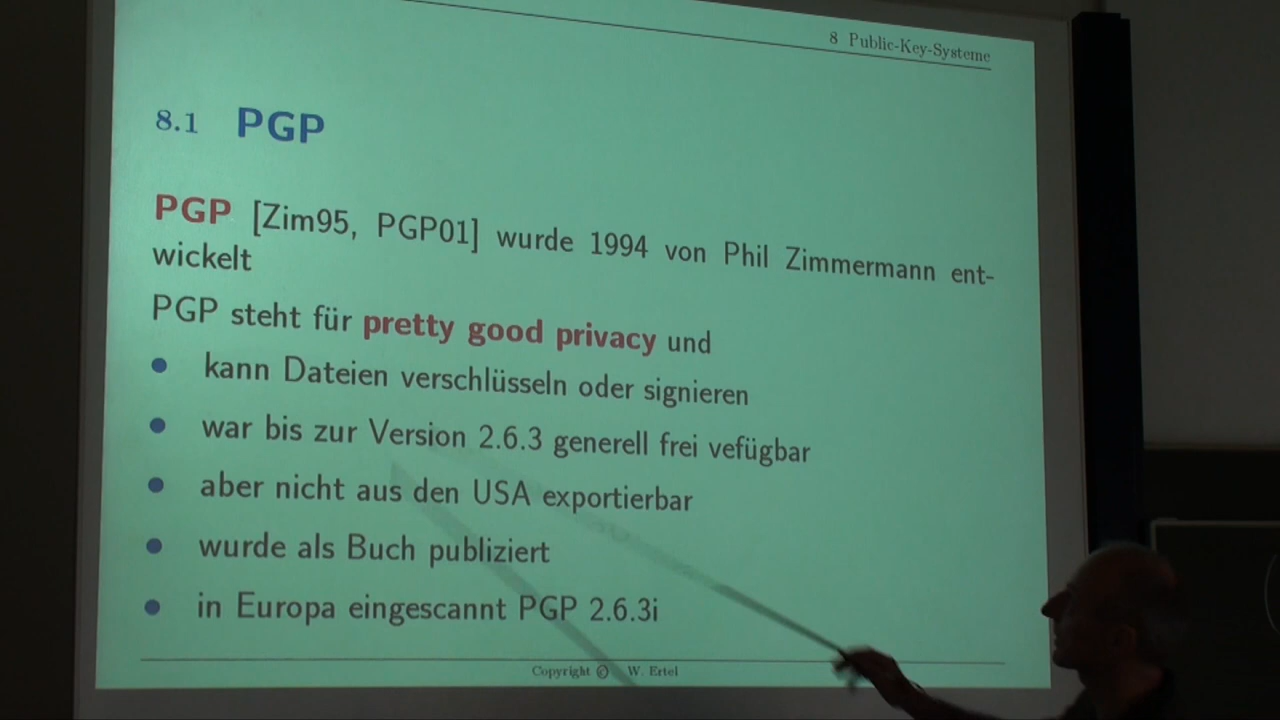 8 Public-Key-Systeme
8.1 PGP
PGP [Zim95, PGP01] wurde 1994 von Phil Zimmermann ent-
wickelt
PGP steht für pretty good privacy und
• kann Dateien verschlüsseln oder signieren
• war bis zur Version 2.6.3 generell frei vefügbar
• aber nicht aus den USA exportierbar
• wurde als Buch publiziert
• in Europa eingescannt PGP 2.6.3i
Copyright © W. Ertel